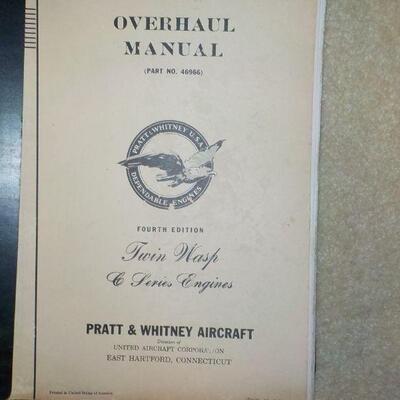 OVERHAUL
MANUAL
(PART NO. 46966)
PRATT & WHITNEY U.S.A.
DEPENDABLE ENGINES
FOURTH EDITION
Twin Wasp
C Series Engines
PRATT & WHITNEY AIRCRAFT
Division of
UNITED AIRCRAFT CORPORATION
EAST HARTFORD, CONNECTICUT
Printed in United States of America